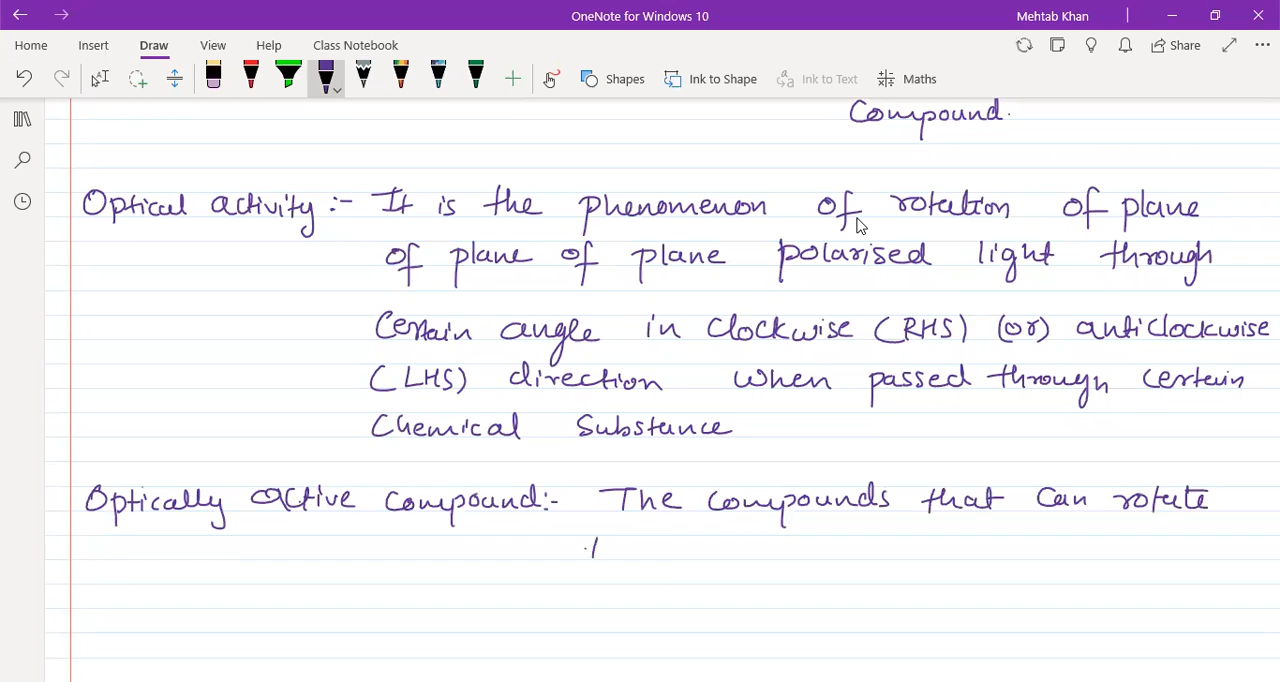 OneNote for Windows 10
Mehtab Khan
Home Insert Draw View Help Class Notebook
Share
Shapes Ink to Shape Ink to Text Maths
Compound.
Optical activity :- It is the phenomenon of rotation of plane
of plane of plane polarised light through
Certain angle in clockwise (RHS) (or) anticlockwise
(LHS) direction when passed through certain
Chemical Substance
Optically active compound:- The compounds that can rotate